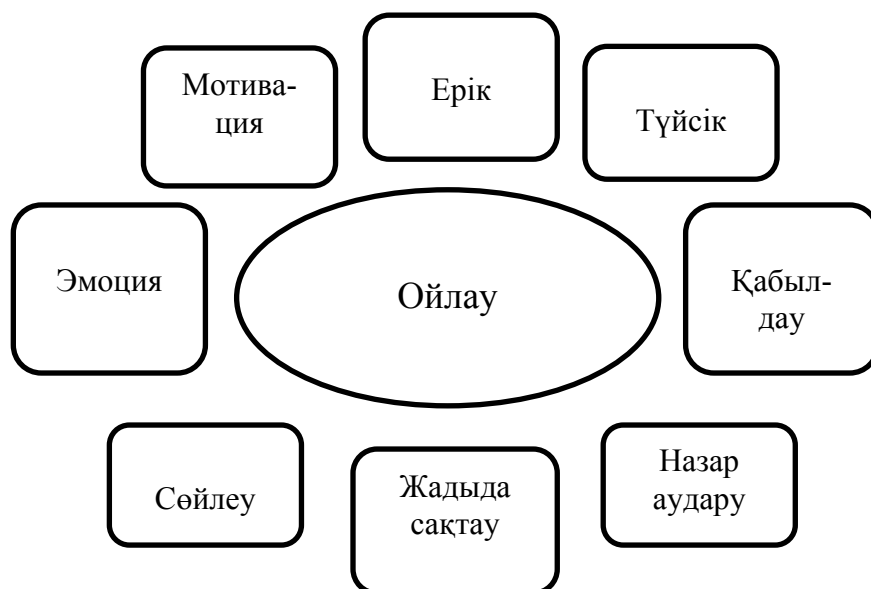 Мотива-
ция
Ерік
Түйсік
Эмоция
Ойлау
Қабыл-
дау
Сөйлеу
Жадыда
сақтау
Назар
аудару